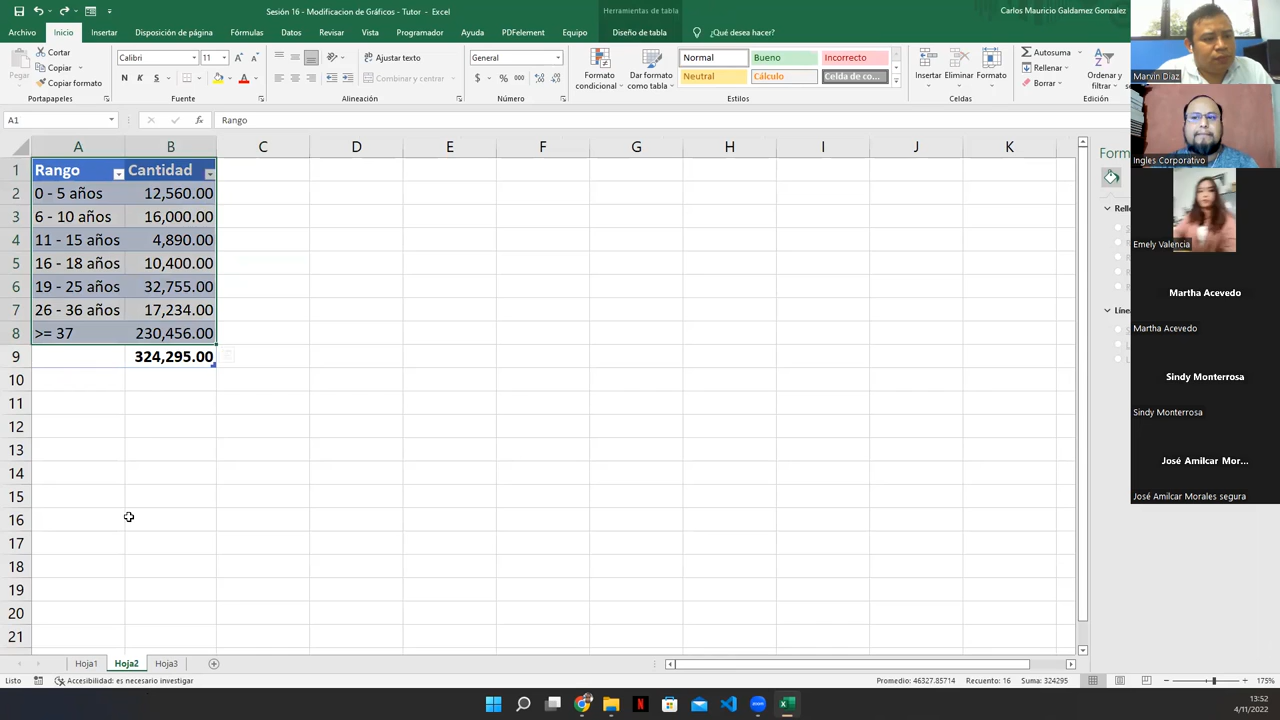 Sesión 16 - Modificacion de Gráficos - Tutor - Excel
Herramientas de tabla
Carlos Mauricio Galdamez Gonzalez
Archivo Inicio Insertar Disposición de página Fórmulas Datos Revisar Vista Programador Ayuda PDFelement Equipo Diseño de tabla ¿Qué desea hacer?
Pegar
Cortar
Copiar
Copiar formato
Portapapeles
Calibri 11
N K S
Fuente
Ajustar texto
Combinar y centrar
Alineación
General
$ % 000
Número
Formato condicional
Dar formato como tabla
Normal Bueno Incorrecto
Neutral Cálculo Celda de co...
Estilos
Insertar Eliminar Formato
Celdas
Autosuma
Rellenar
Borrar
Ordenar y filtrar
Edición
A1 fx Rango
A B C D E F G H I J K
1 Rango Cantidad
2 0 - 5 años 12,560.00
3 6 - 10 años 16,000.00
4 11 - 15 años 4,890.00
5 16 - 18 años 10,400.00
6 19 - 25 años 32,755.00
7 26 - 36 años 17,234.00
8 >= 37 230,456.00
9 324,295.00
10
11
12
13
14
15
16
17
18
19
20
21
Form
Relle
Líne
Marvin Diaz
Ingles Corporativo
Emely Valencia
Martha Acevedo
Martha Acevedo
Sindy Monterrosa
Sindy Monterrosa
José Amilcar Mor...
José Amilcar Morales segura
Hoja1 Hoja2 Hoja3
Listo Accesibilidad: es necesario investigar Promedio: 46327.85714 Recuento: 16 Suma: 324295 175%
13:52
4/11/2022